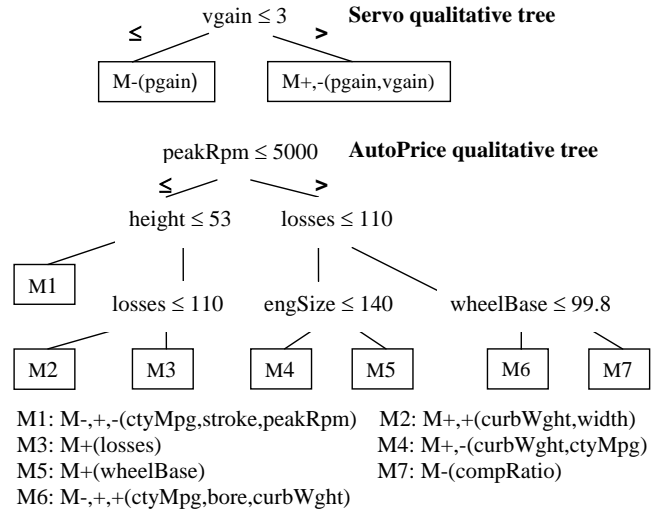 vgain ≤ 3 Servo qualitative tree
≤ >
M-(pgain) M+,-(pgain,vgain)
peakRpm ≤ 5000 AutoPrice qualitative tree
≤ >
height ≤ 53 losses ≤ 110
M1
losses ≤ 110 engSize ≤ 140 wheelBase ≤ 99.8
M2 M3 M4 M5 M6 M7
M1: M-,+,-(ctyMpg,stroke,peakRpm) M2: M+,+(curbWght,width)
M3: M+(losses) M4: M+,-(curbWght,ctyMpg)
M5: M+(wheelBase) M7: M-(compRatio)
M6: M-,+,+(ctyMpg,bore,curbWght)